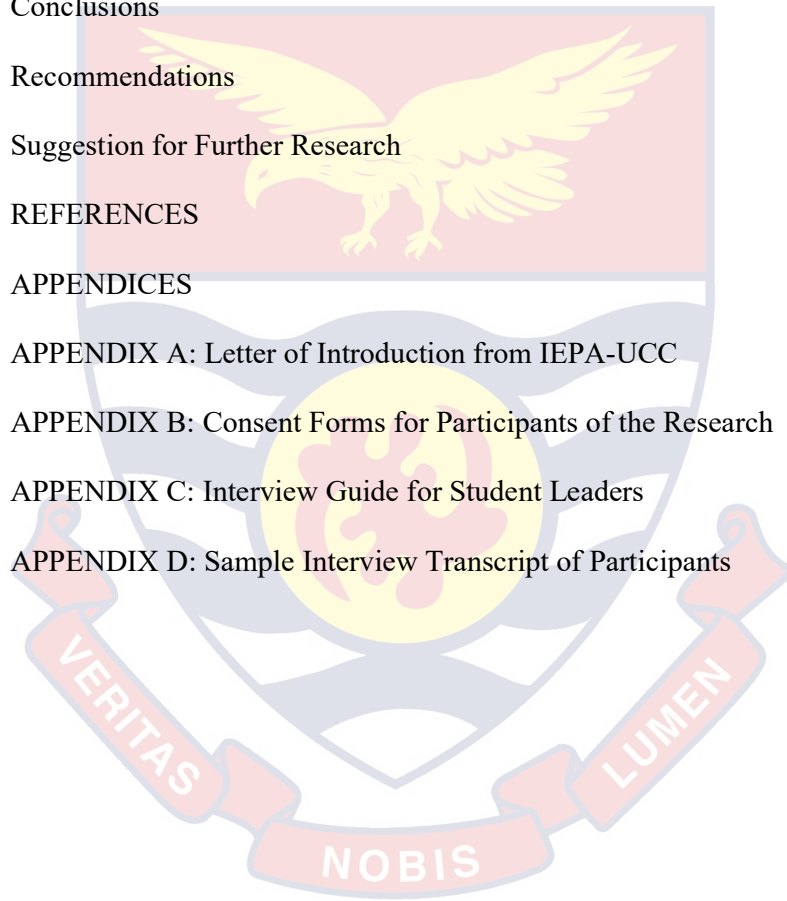 Conclusions
Recommendations
Suggestion for Further Research
REFERENCES
APPENDICES
APPENDIX A: Letter of Introduction from IEPA-UCC
APPENDIX B: Consent Forms for Participants of the Research
APPENDIX C: Interview Guide for Student Leaders
APPENDIX D: Sample Interview Transcript of Participants
VERITAS
NOBIS
LUMEN